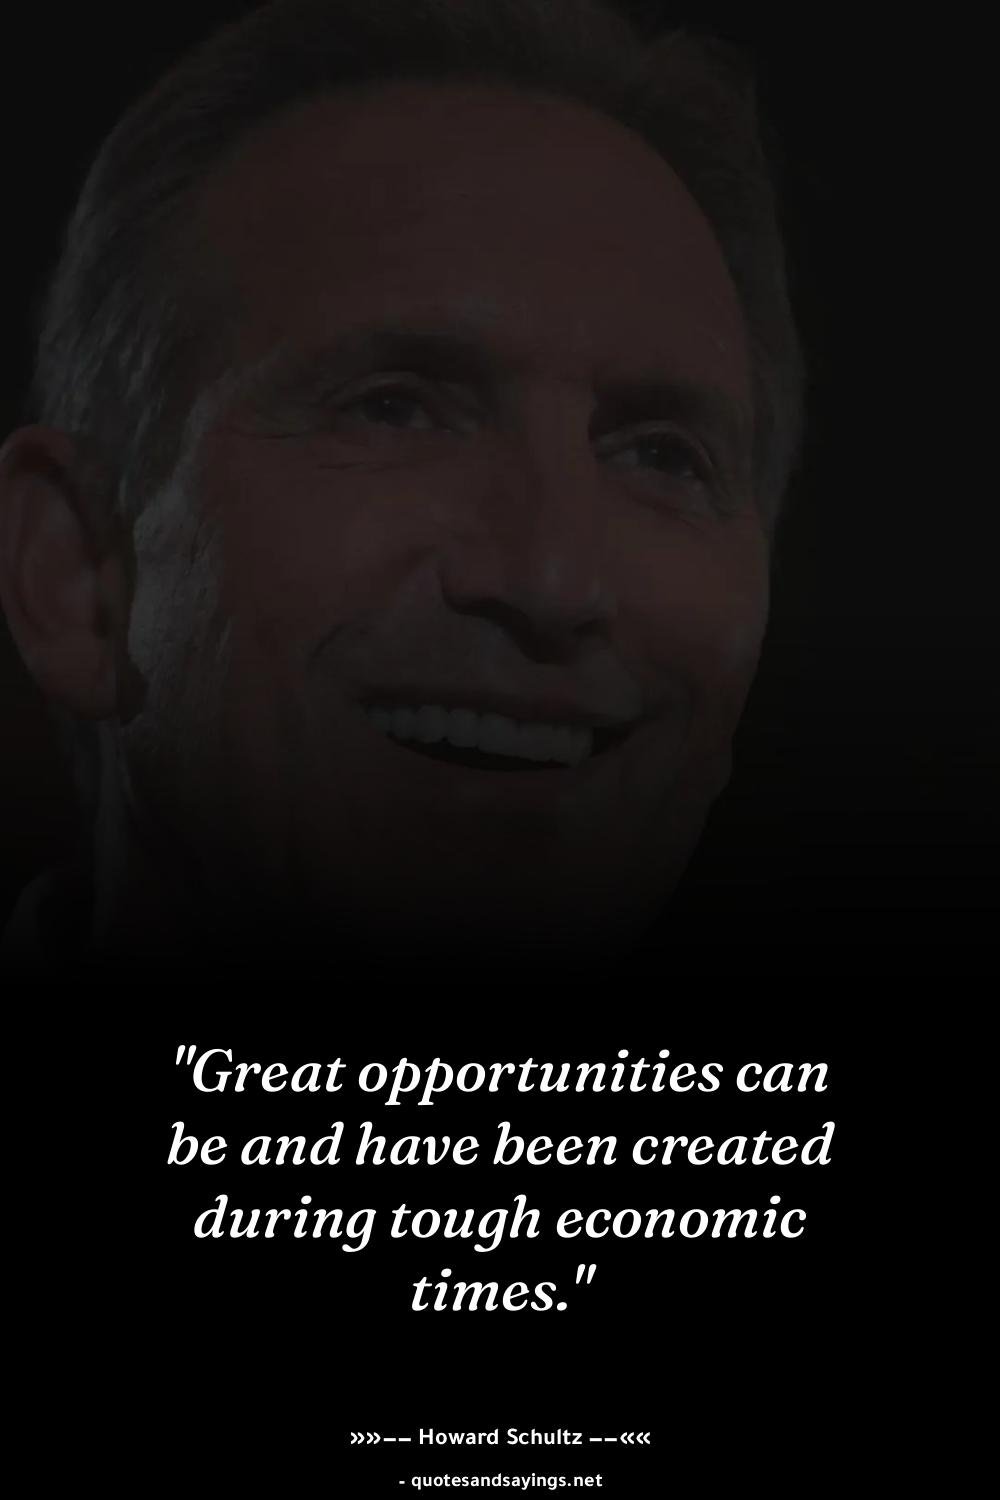 "Great opportunities can
be and have been created
during tough economic
times."
»»−− Howard Schultz −−««
- quotesandsayings.net